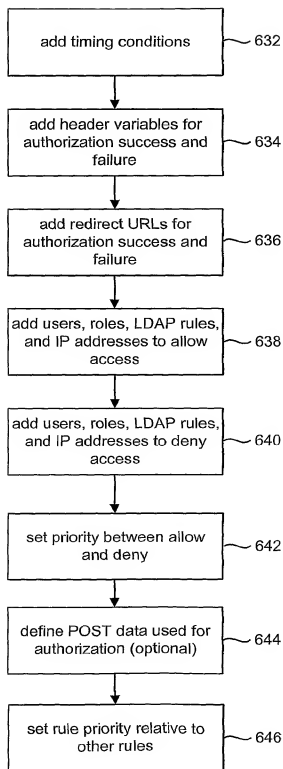 add timing conditions
632
add header variables for
authorization success and
failure
634
add redirect URLs for
authorization success and
failure
636
add users, roles, LDAP rules,
and IP addresses to allow
access
638
add users, roles, LDAP rules,
and IP addresses to deny
access
640
set priority between allow
and deny
642
define POST data used for
authorization (optional)
644
set rule priority relative to
other rules
646